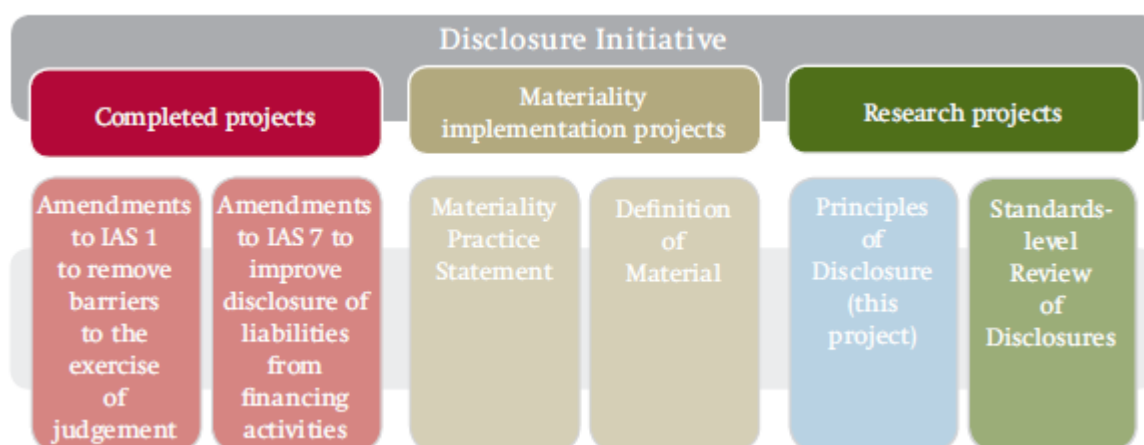 Disclosure Initiative
Completed projects
Materiality
implementation projects
Research projects
Amendments
to IAS 1
to remove
barriers
to the
exercise
of
judgement
Amendments
to IAS 7 to
improve
disclosure of
liabilities
from
financing
activities
Materiality
Practice
Statement
Definition
of
Material
Principles
of
Disclosure
(this
project)
Standards-
level
Review
of
Disclosures